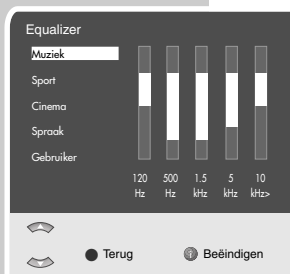 Equalizer
Muziek
Sport
Cinema
Spraak
Gebruiker
120 500 1.5 5 10
Hz Hz kHz kHz kHz>
Terug Beëindigen